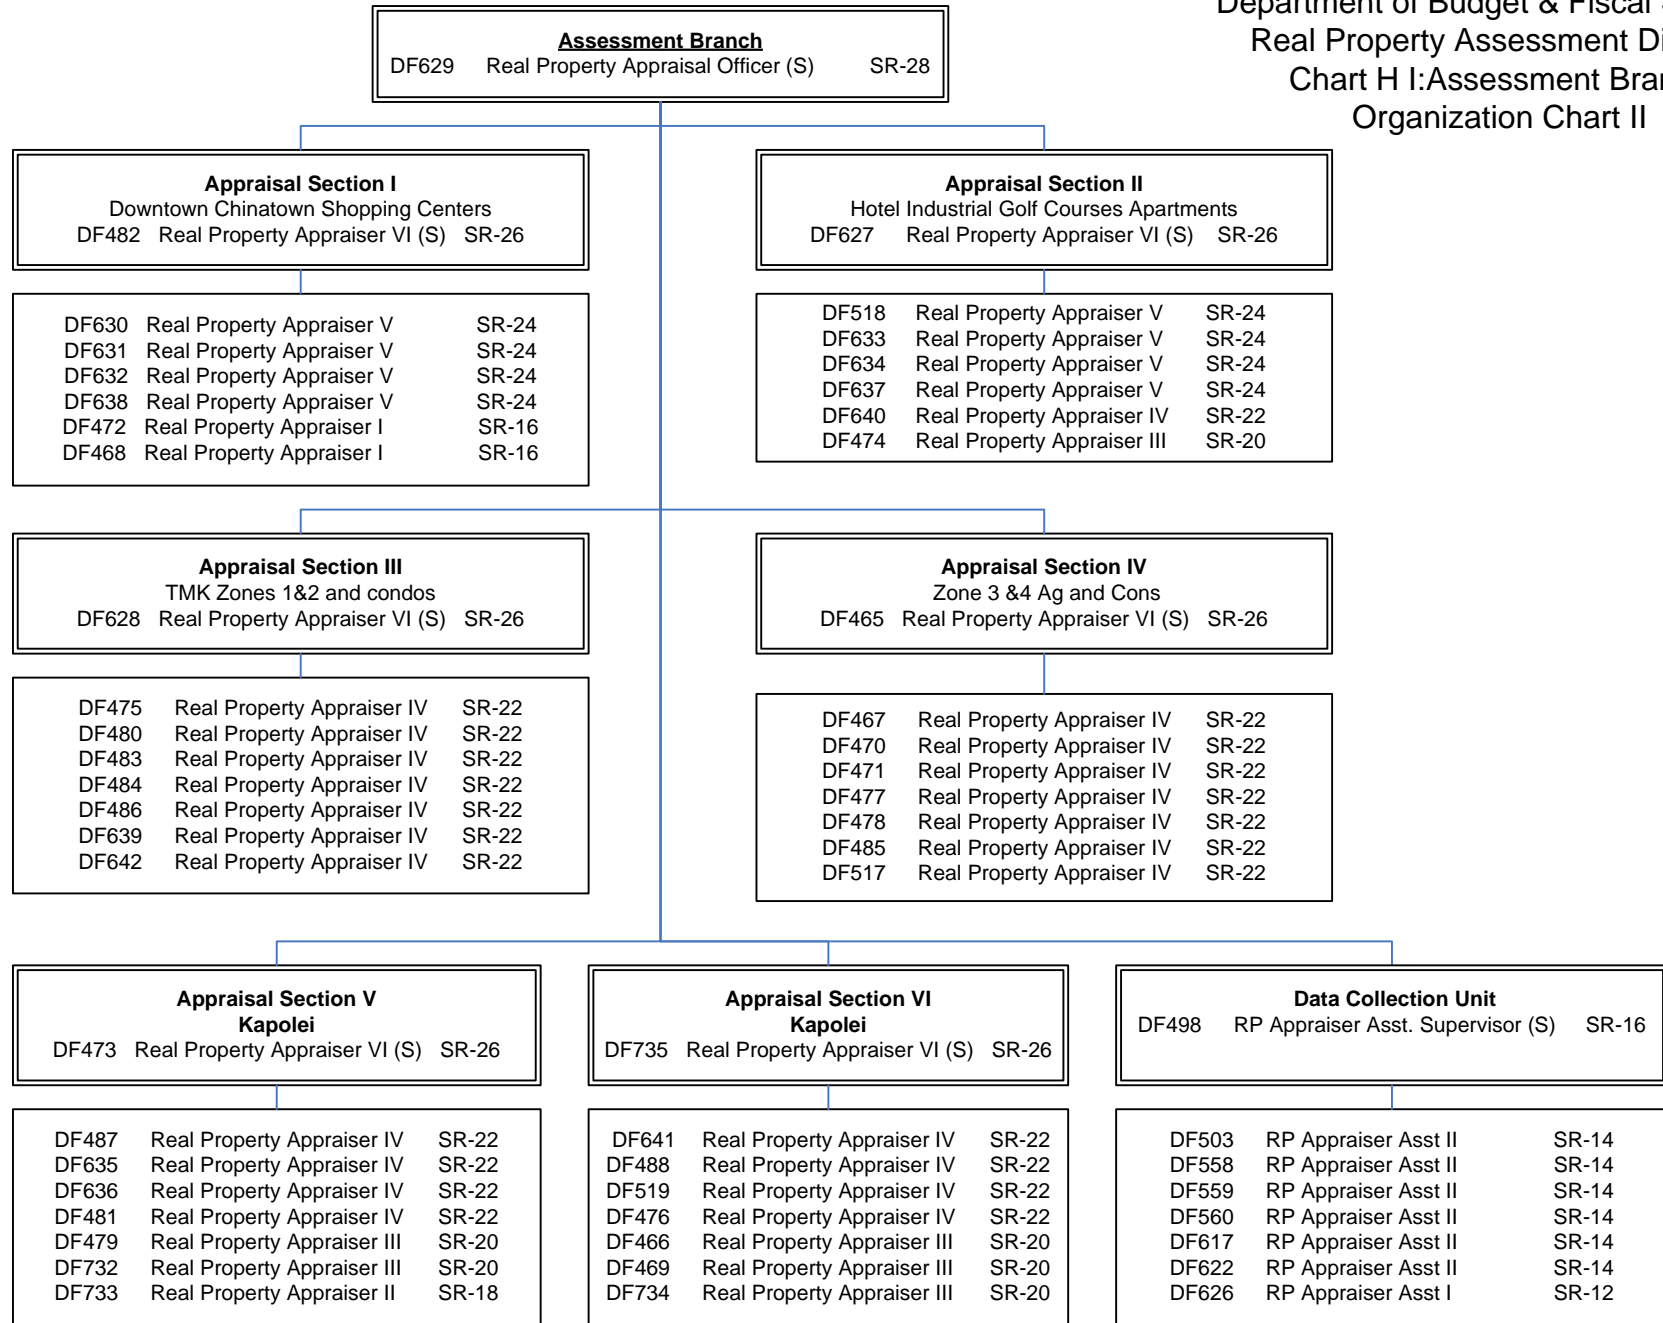 Department of Budget & Fiscal
Real Property Assessment
Chart H I:Assessment
Organization Chart II
Assessment Branch
DF629 Real Property Appraisal Officer (S) SR-28
Appraisal Section I
Downtown Chinatown Shopping Centers
DF482 Real Property Appraiser VI (S) SR-26
DF630 Real Property Appraiser V SR-24
DF631 Real Property Appraiser V SR-24
DF632 Real Property Appraiser V SR-24
DF638 Real Property Appraiser V SR-24
DF472 Real Property Appraiser I SR-16
DF468 Real Property Appraiser I SR-16
Appraisal Section II
Hotel Industrial Golf Courses Apartments
DF627 Real Property Appraiser VI (S) SR-26
DF518 Real Property Appraiser V SR-24
DF633 Real Property Appraiser V SR-24
DF634 Real Property Appraiser V SR-24
DF637 Real Property Appraiser V SR-24
DF640 Real Property Appraiser IV SR-22
DF474 Real Property Appraiser III SR-20
Appraisal Section III
TMK Zones 1&2 and condos
DF628 Real Property Appraiser VI (S) SR-26
DF475 Real Property Appraiser IV SR-22
DF480 Real Property Appraiser IV SR-22
DF483 Real Property Appraiser IV SR-22
DF484 Real Property Appraiser IV SR-22
DF486 Real Property Appraiser IV SR-22
DF639 Real Property Appraiser IV SR-22
DF642 Real Property Appraiser IV SR-22
Appraisal Section IV
Zone 3 &4 Ag and Cons
DF465 Real Property Appraiser VI (S) SR-26
DF467 Real Property Appraiser IV SR-22
DF470 Real Property Appraiser IV SR-22
DF471 Real Property Appraiser IV SR-22
DF477 Real Property Appraiser IV SR-22
DF478 Real Property Appraiser IV SR-22
DF485 Real Property Appraiser IV SR-22
DF517 Real Property Appraiser IV SR-22
Appraisal Section V
Kapolei
DF473 Real Property Appraiser VI (S) SR-26
DF487 Real Property Appraiser IV SR-22
DF635 Real Property Appraiser IV SR-22
DF636 Real Property Appraiser IV SR-22
DF481 Real Property Appraiser IV SR-22
DF479 Real Property Appraiser III SR-20
DF732 Real Property Appraiser III SR-20
DF733 Real Property Appraiser II SR-18
Appraisal Section VI
Kapolei
DF735 Real Property Appraiser VI (S) SR-26
DF641 Real Property Appraiser IV SR-22
DF488 Real Property Appraiser IV SR-22
DF519 Real Property Appraiser IV SR-22
DF476 Real Property Appraiser IV SR-22
DF466 Real Property Appraiser III SR-20
DF469 Real Property Appraiser III SR-20
DF734 Real Property Appraiser III SR-20
Data Collection Unit
DF498 RP Appraiser Asst. Supervisor (S) SR-16
DF503 RP Appraiser Asst II SR-14
DF558 RP Appraiser Asst II SR-14
DF559 RP Appraiser Asst II SR-14
DF560 RP Appraiser Asst II SR-14
DF617 RP Appraiser Asst II SR-14
DF622 RP Appraiser Asst II SR-14
DF626 RP Appraiser Asst I SR-12